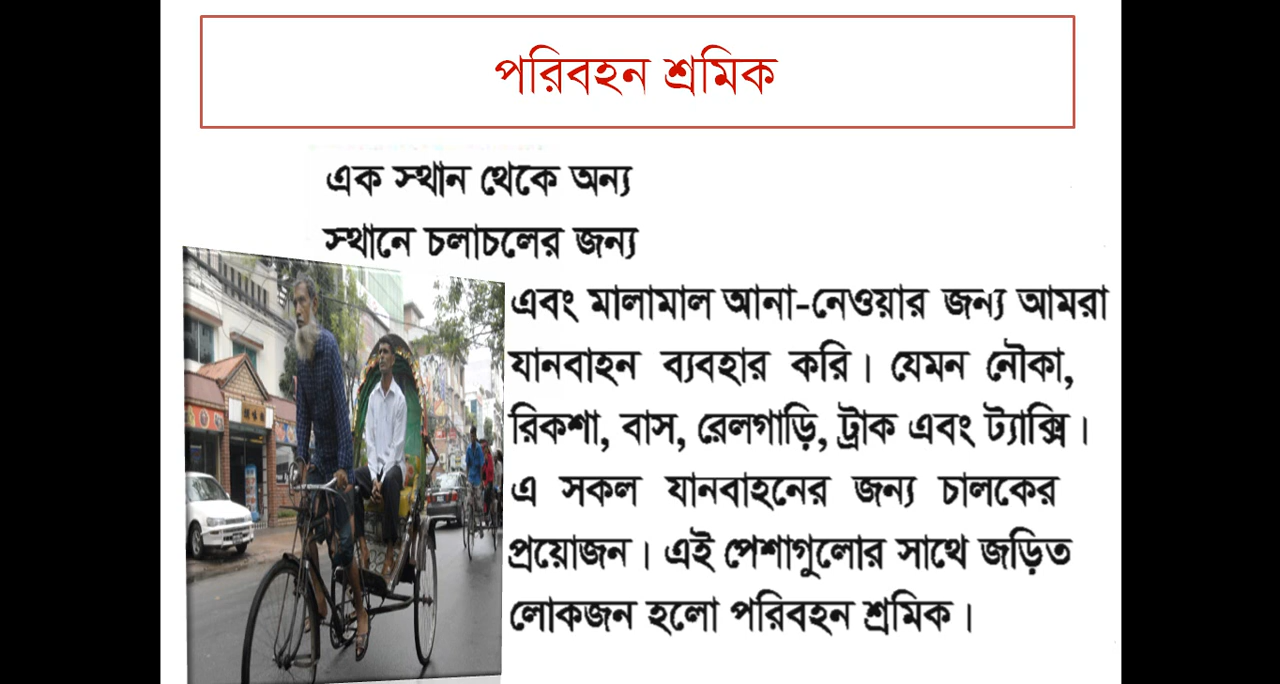 পরিবহন শ্রমিক
এক স্থান থেকে অন্য
স্থানে চলাচলের জন্য
এবং মালামাল আনা-নেওয়ার জন্য আমরা
যানবাহন ব্যবহার করি। যেমন নৌকা,
রিকশা, বাস, রেলগাড়ি, ট্রাক এবং ট্যাক্সি।
এ সকল যানবাহনের জন্য চালকের
প্রয়োজন। এই পেশাগুলোর সাথে জড়িত
লোকজন হলো পরিবহন শ্রমিক।